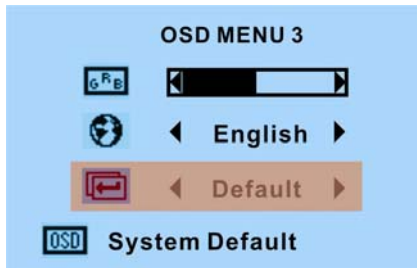 OSD MENU 3
GRB
English
Default
OSD System Default